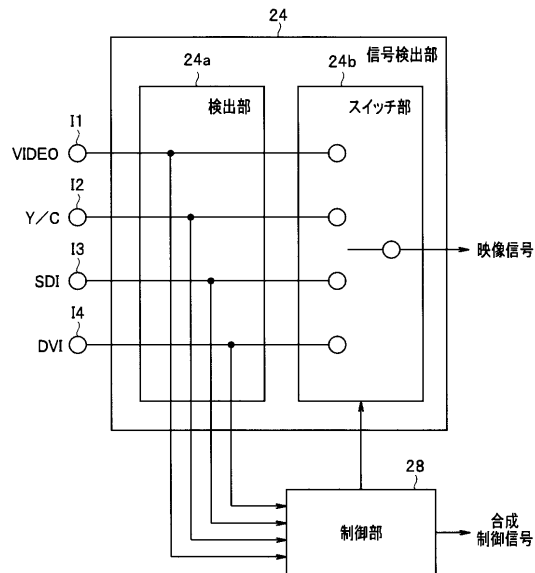 24
信号検出部
24a
24b
検出部
スイッチ部
I1
VIDEO
I2
Y／C
映像信号
I3
SDI
I4
DVI
28
制御部
合成
制御信号